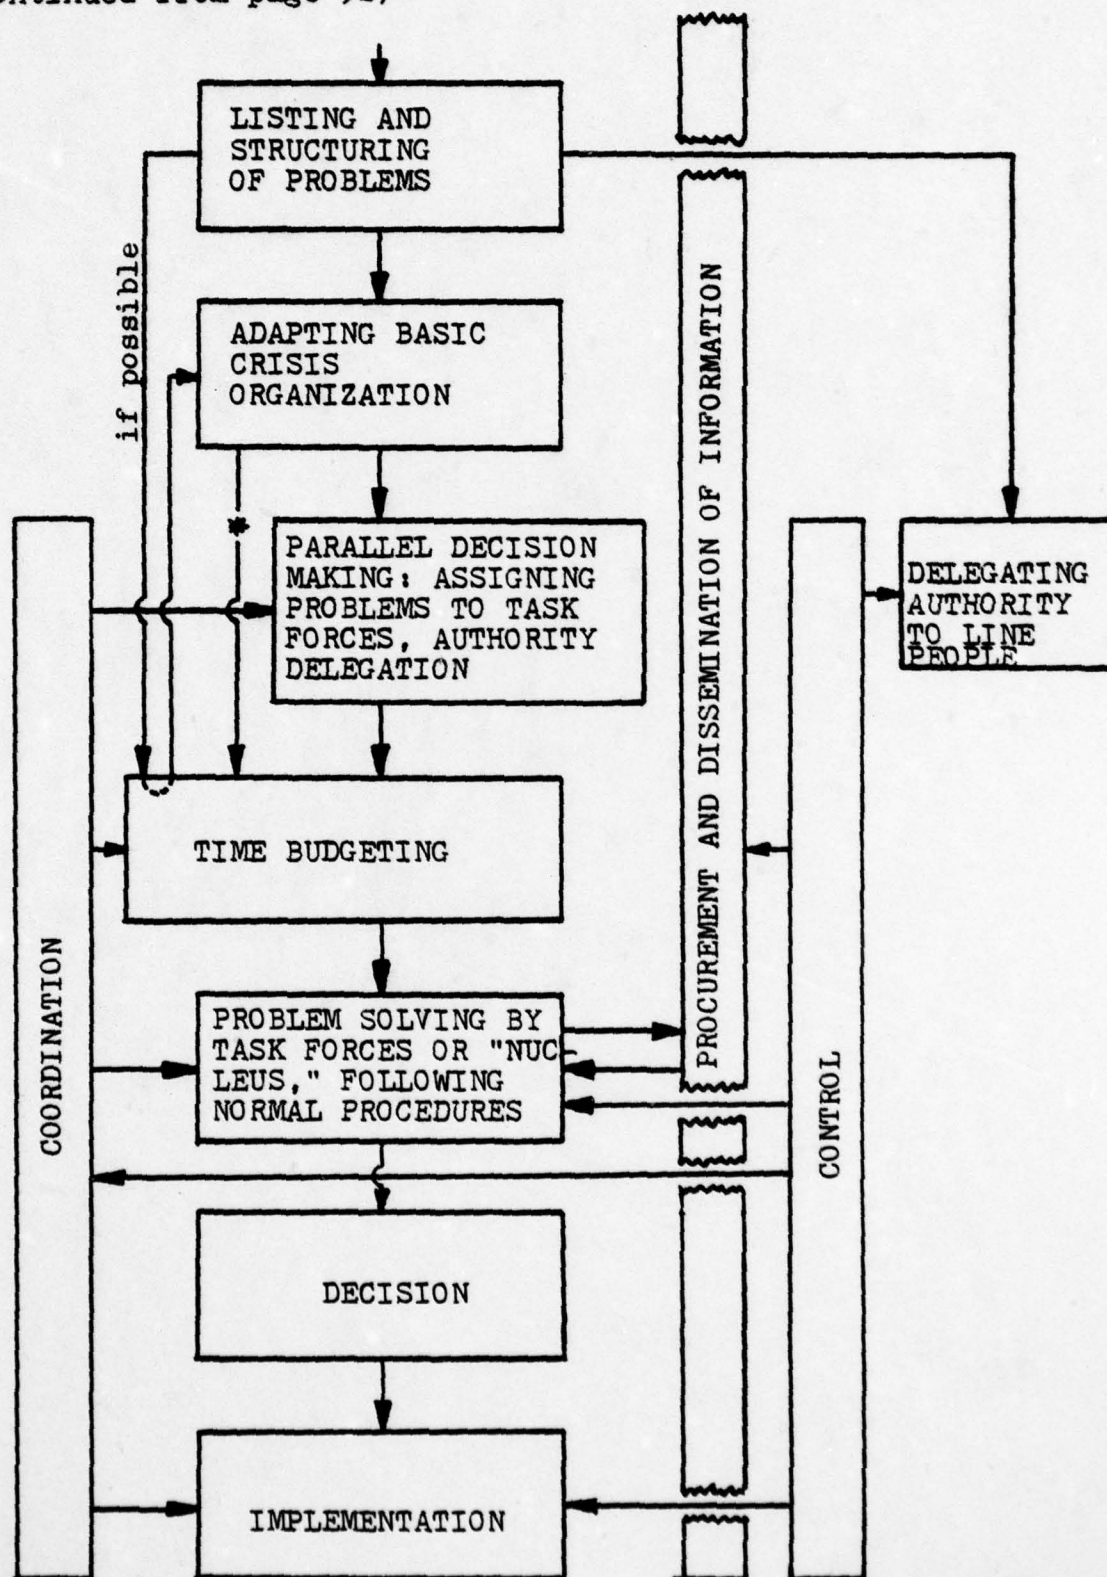 from page
LISTING AND
STRUCTURING
OF PROBLEMS
if possible
ADAPTING BASIC
CRISIS
ORGANIZATION
*
PARALLEL DECISION
MAKING: ASSIGNING
PROBLEMS TO TASK
FORCES, AUTHORITY
DELEGATION
DELEGATING
AUTHORITY
TO LINE
PEOPLE
PROCUREMENT AND DISSEMINATION OF INFORMATION
TIME BUDGETING
COORDINATION
CONTROL
PROBLEM SOLVING BY
TASK FORCES OR "NUC-
LEUS," FOLLOWING
NORMAL PROCEDURES
DECISION
IMPLEMENTATION